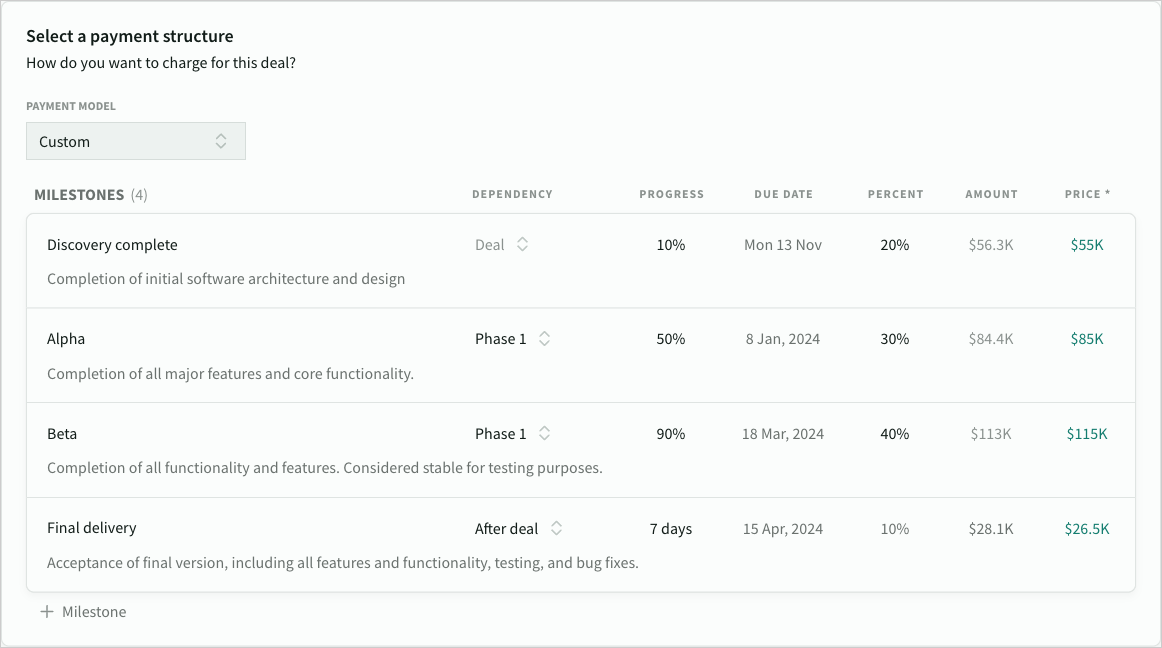 Select a payment structure
How do you want to charge for this deal?
PAYMENT MODEL
Custom
MILESTONES (4) DEPENDENCY PROGRESS DUE DATE PERCENT AMOUNT PRICE *
Discovery complete Deal 10% Mon 13 Nov 20% $56.3K $55K
Completion of initial software architecture and design
Alpha Phase 1 50% 8 Jan, 2024 30% $84.4K $85K
Completion of all major features and core functionality.
Beta Phase 1 90% 18 Mar, 2024 40% $113K $115K
Completion of all functionality and features. Considered stable for testing purposes.
Final delivery After deal 7 days 15 Apr, 2024 10% $28.1K $26.5K
Acceptance of final version, including all features and functionality, testing, and bug fixes.
+ Milestone